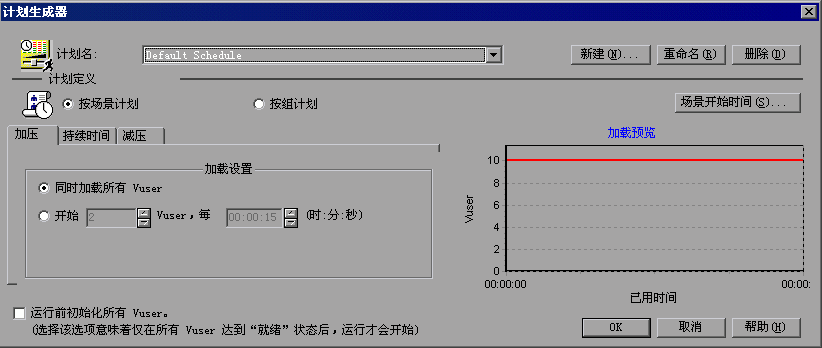 计划生成器
计划名:
Default Schedule
新建(N)...
重命名(R)
删除(D)
计划定义
按场景计划
按组计划
场景开始时间(S)...
加压
持续时间
减压
加载设置
同时加载所有 Vuser
开始 2 Vuser，每 00:00:15 (时:分:秒)
加载预览
Vuser
10
8
6
4
2
0
00:00:00
00:00:
已用时间
运行前初始化所有 Vuser。
(选择该选项意味着仅在所有 Vuser 达到“就绪”状态后，运行才会开始)
OK
取消
帮助(H)